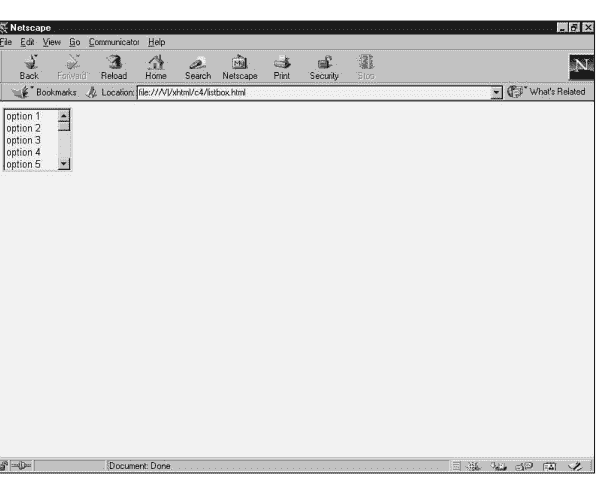 Netscape
File Edit View Go Communicator Help
Back Forward Reload Home Search Netscape Print Security Stop
N
Bookmarks Location: file:///V|/xhtml/c4/listbox.html What's Related
option 1
option 2
option 3
option 4
option 5
Document: Done